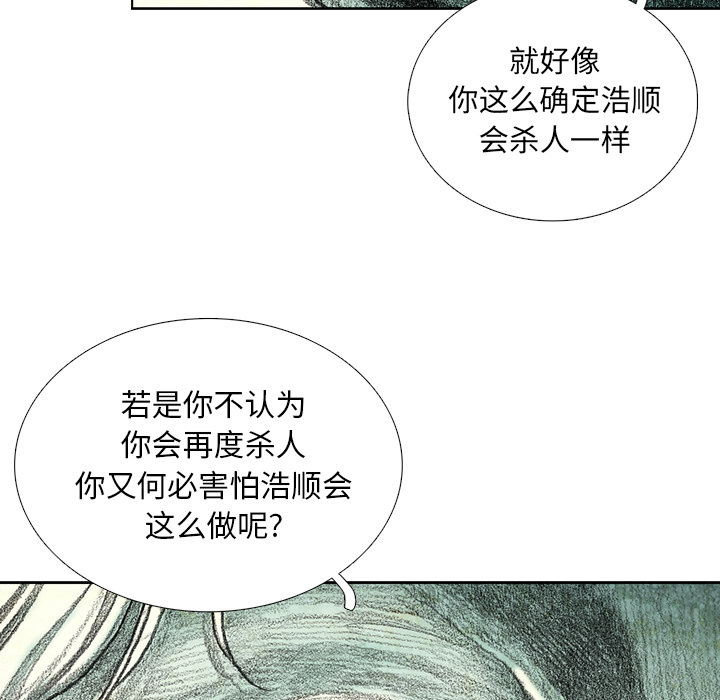 就好像
你这么确定浩顺
会杀人一样
若是你不认为
你会再度杀人
你又何必害怕浩顺会
这么做呢?